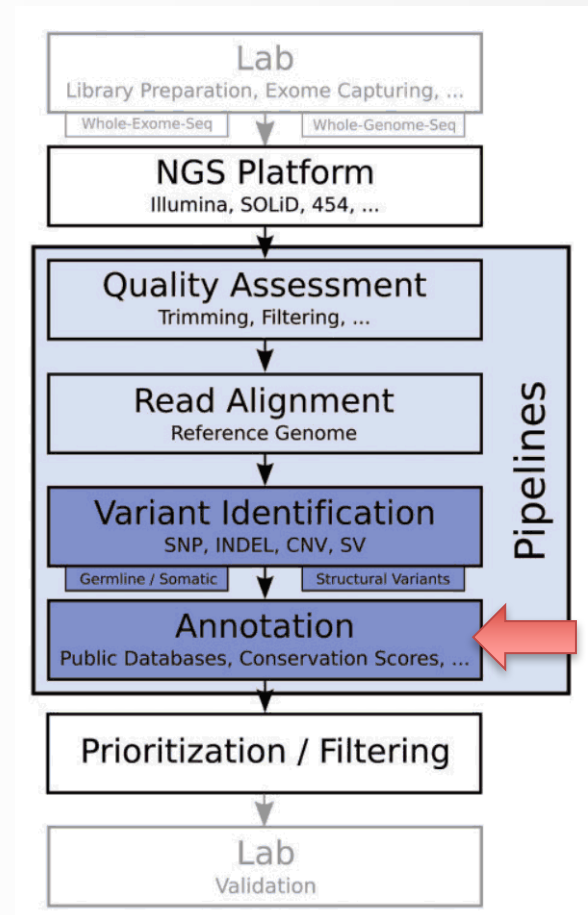 Lab
Library Preparation, Exome Capturing, ...
Whole-Exome-Seq
Whole-Genome-Seq
NGS Platform
Illumina, SOLiD, 454, ...
Quality Assessment
Trimming, Filtering, ...
Read Alignment
Reference Genome
Variant Identification
SNP, INDEL, CNV, SV
Germline / Somatic
Structural Variants
Annotation
Public Databases, Conservation Scores, ...
Pipelines
Prioritization / Filtering
Lab
Validation